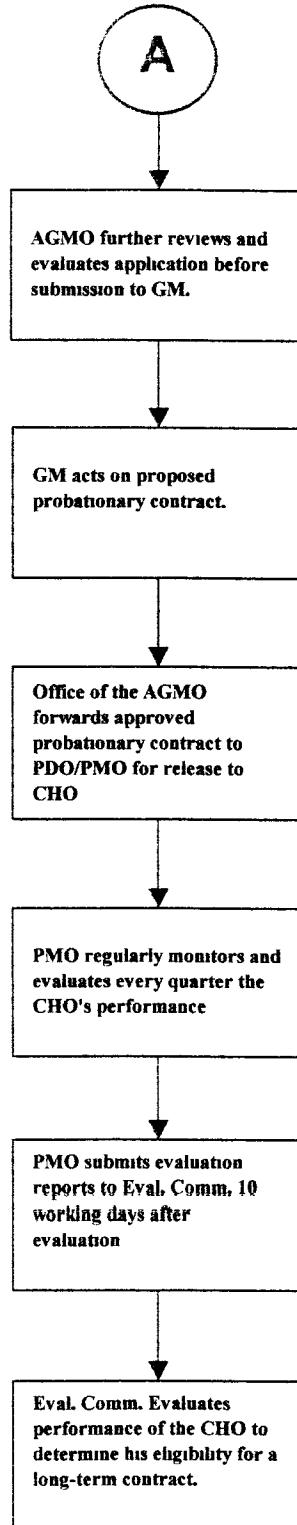 A
AGMO further reviews and
evaluates application before
submission to GM.
GM acts on proposed
probationary contract.
Office of the AGMO
forwards approved
probationary contract to
PDO/PMO for release to
CHO
PMO regularly monitors and
evaluates every quarter the
CHO's performance
PMO submits evaluation
reports to Eval. Comm. 10
working days after
evaluation
Eval. Comm. Evaluates
performance of the CHO to
determine his eligibility for a
long-term contract.